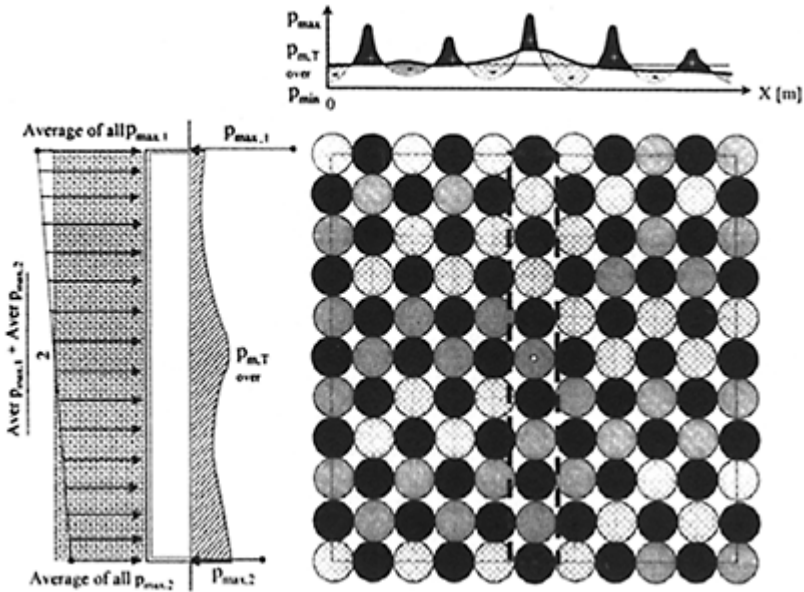 Pmax
Pm,T
over
Pmin
0
X [m]
Average of all Pmax,1
Pmax,1
Aver Pmax,1 + Aver Pmax,2
2
Pm,T
over
Average of all Pmax,2
Pmax,2